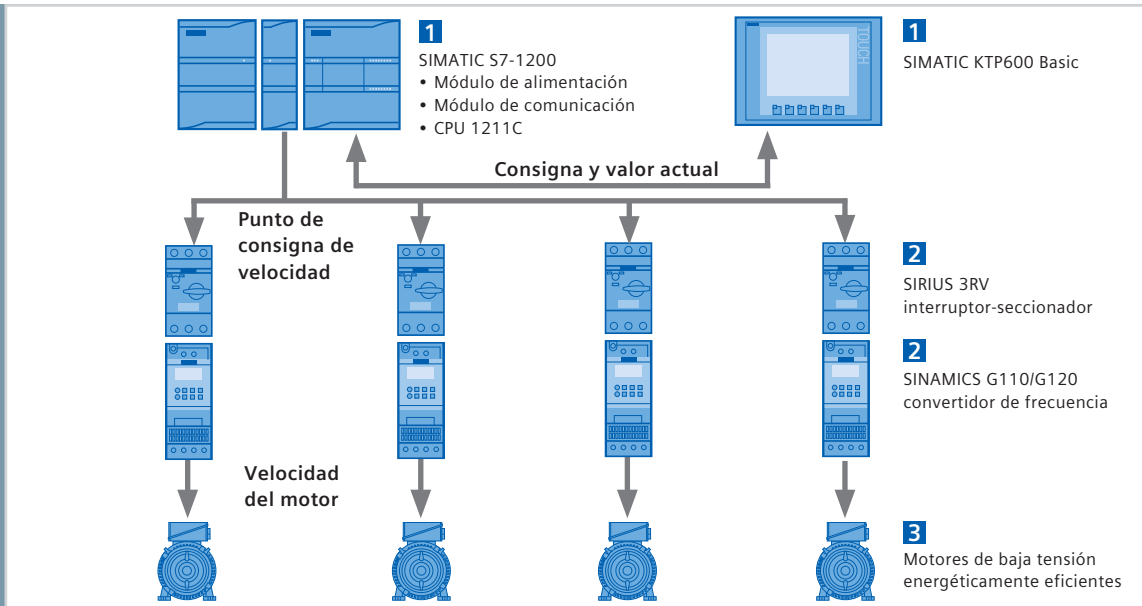 1
SIMATIC S7-1200
• Módulo de alimentación
• Módulo de comunicación
• CPU 1211C
TOUCH
1
SIMATIC KTP600 Basic
Consigna y valor actual
Punto de
consigna de
velocidad
2
SIRIUS 3RV
interruptor-seccionador
2
SINAMICS G110/G120
convertidor de frecuencia
Velocidad
del motor
3
Motores de baja tensión
energéticamente eficientes